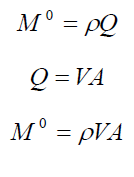 M⁰ = ρQ
Q = VA
M⁰ = ρVA